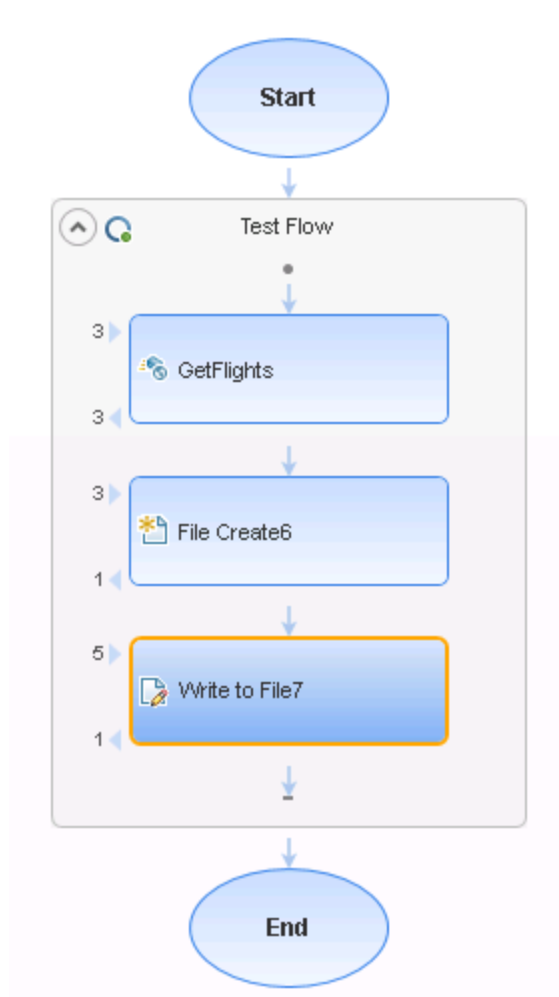 Start
Test Flow
3
GetFlights
3
3
File Create6
1
5
Write to File7
1
End